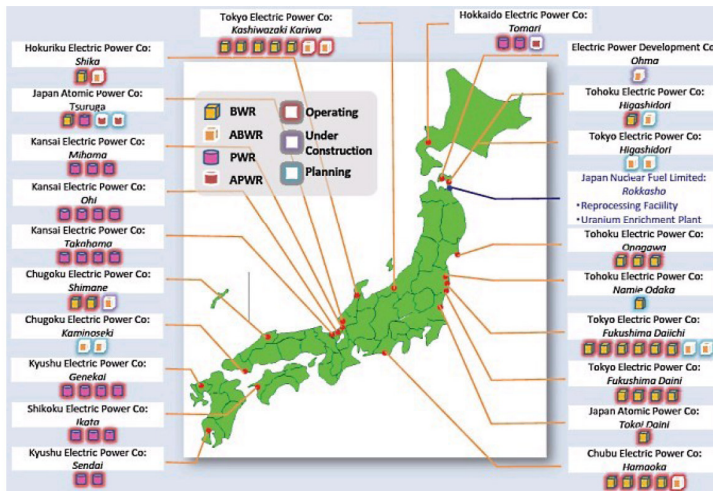 Tokyo Electric Power Co:
Kashiwazaki Kariwa
Hokkaido Electric Power Co:
Tomari
Hokuriku Electric Power Co:
Shika
Japan Atomic Power Co:
Tsuruga
Kansai Electric Power Co:
Mihama
Kansai Electric Power Co:
Ohi
Kansai Electric Power Co:
Takahama
Chugoku Electric Power Co:
Shimane
Chugoku Electric Power Co:
Kaminoseki
Kyushu Electric Power Co:
Genekai
Shikoku Electric Power Co:
Ikata
Kyushu Electric Power Co:
Sendai
BWR
ABWR
PWR
APWR
Operating
Under
Construction
Planning
Electric Power Development Co
Ohma
Tohoku Electric Power Co:
Higashidori
Tokyo Electric Power Co:
Higashidori
Japan Nuclear Fuel Limited:
Rokkasho
• Reprocessing Facility
• Uranium Enrichment Plant
Tohoku Electric Power Co:
Onngawa
Tohoku Electric Power Co:
Namie Odaka
Tokyo Electric Power Co:
Fukushima Daiichi
Tokyo Electric Power Co:
Fukushima Daini
Japan Atomic Power Co:
Tokai Daini
Chubu Electric Power Co:
Hamaoka